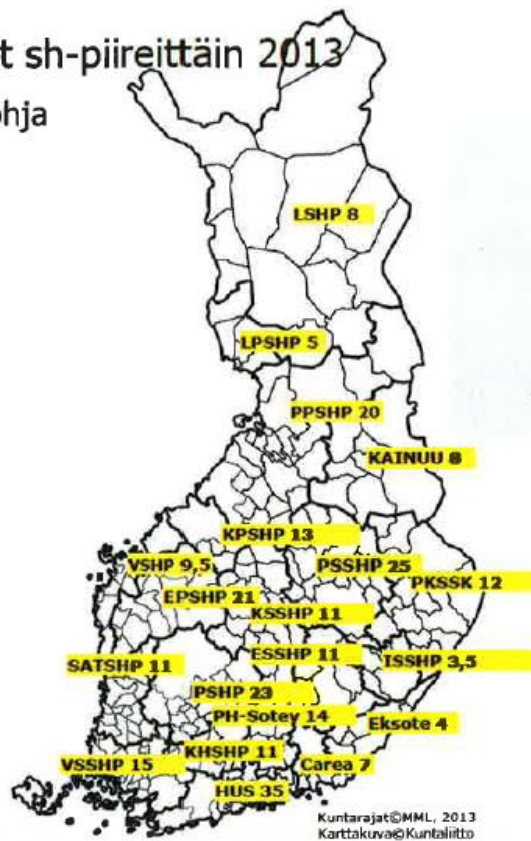 t sh-piireittäin 2013
ohja
LSHP 8
LPSHP 5
PPSHP 20
KAINUU 8
KPSHP 13
VSHP 9,5
PSSHP 25
PKSSK 12
EPSHP 21
KSSHP 11
ESSHP 11
ISSHP 3,5
SATSHP 11
PSHP 23
PH-Sotey 14
Eksote 4
KHSHP 11
VSSHP 15
Carea 7
HUS 35
Kuntarajat©MML, 2013
Karttakuva©Kuntaliitto